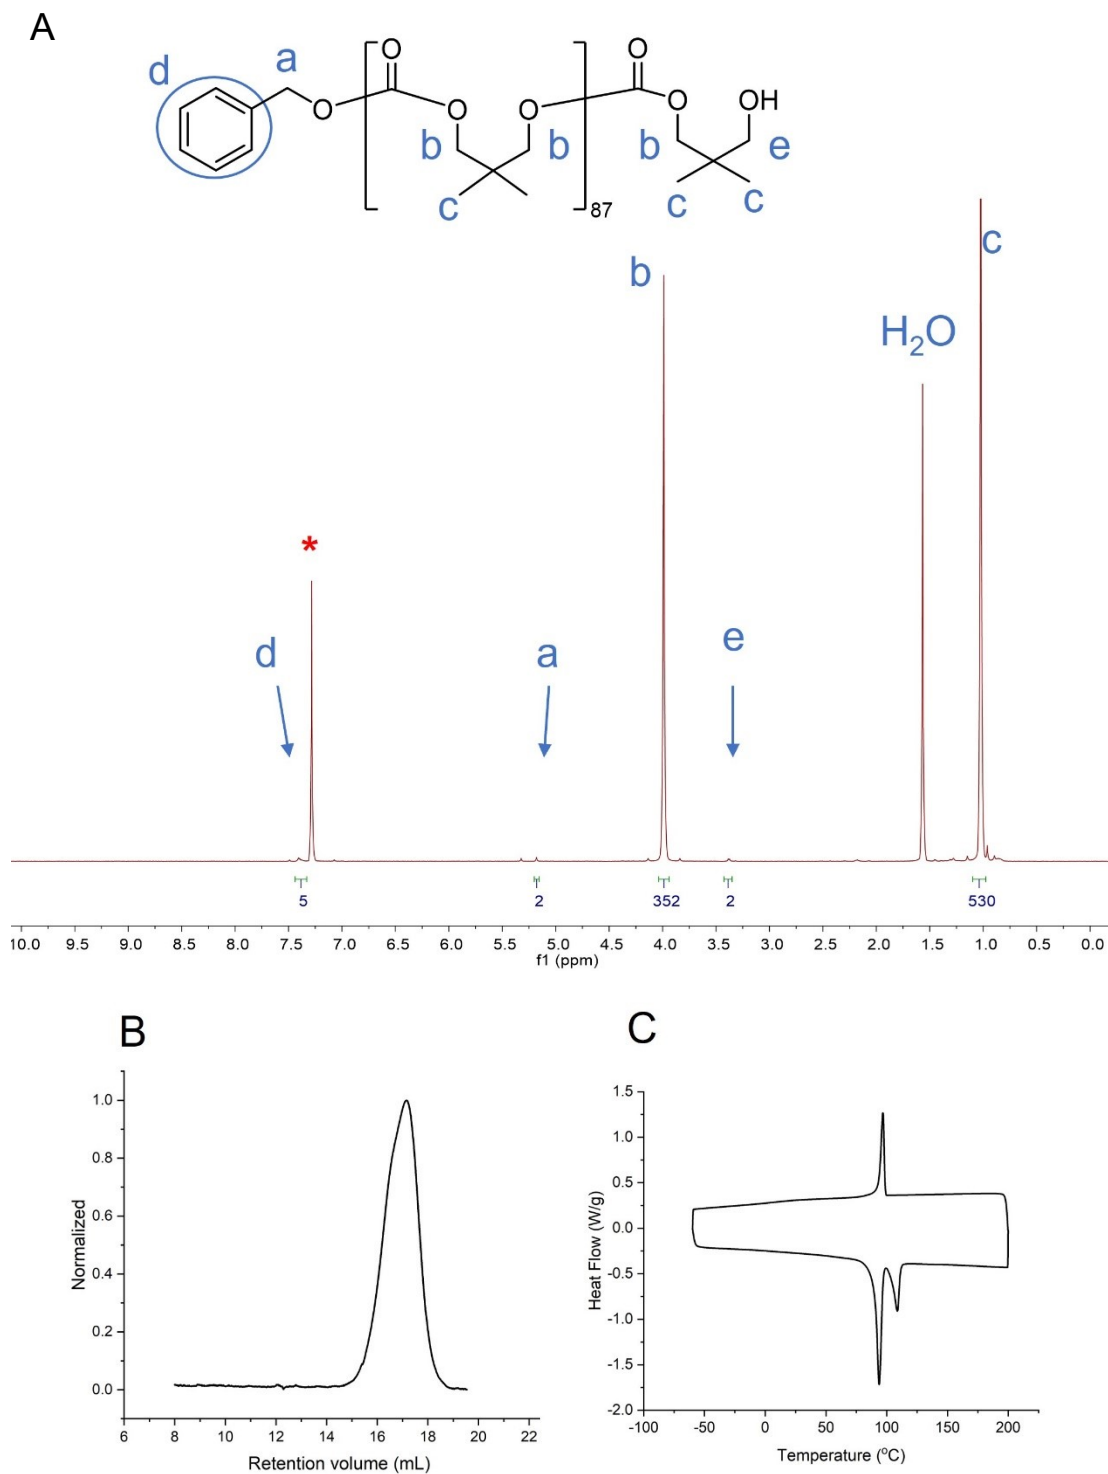 A
d
a
O
O
O
O
O
O
OH
b
b
b
e
c
c
c
87
b
c
H2O
*
d
a
e
5
2
352
2
530
10.0 9.5 9.0 8.5 8.0 7.5 7.0 6.5 6.0 5.5 5.0 4.5 4.0 3.5 3.0 2.5 2.0 1.5 1.0 0.5 0.0
f1 (ppm)
B
Normalized
1.0
0.8
0.6
0.4
0.2
0.0
6 8 10 12 14 16 18 20 22
Retention volume (mL)
C
Heat Flow (W/g)
1.5
1.0
0.5
0.0
-0.5
-1.0
-1.5
-2.0
-100 -50 0 50 100 150 200
Temperature (°C)